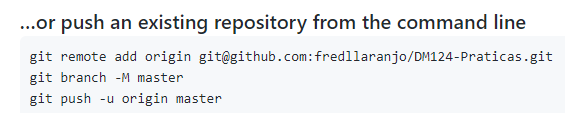 ...or push an existing repository from the command line
git remote add origin git@github.com:fredllaranjo/DM124-Praticas.git
git branch -M master
git push -u origin master